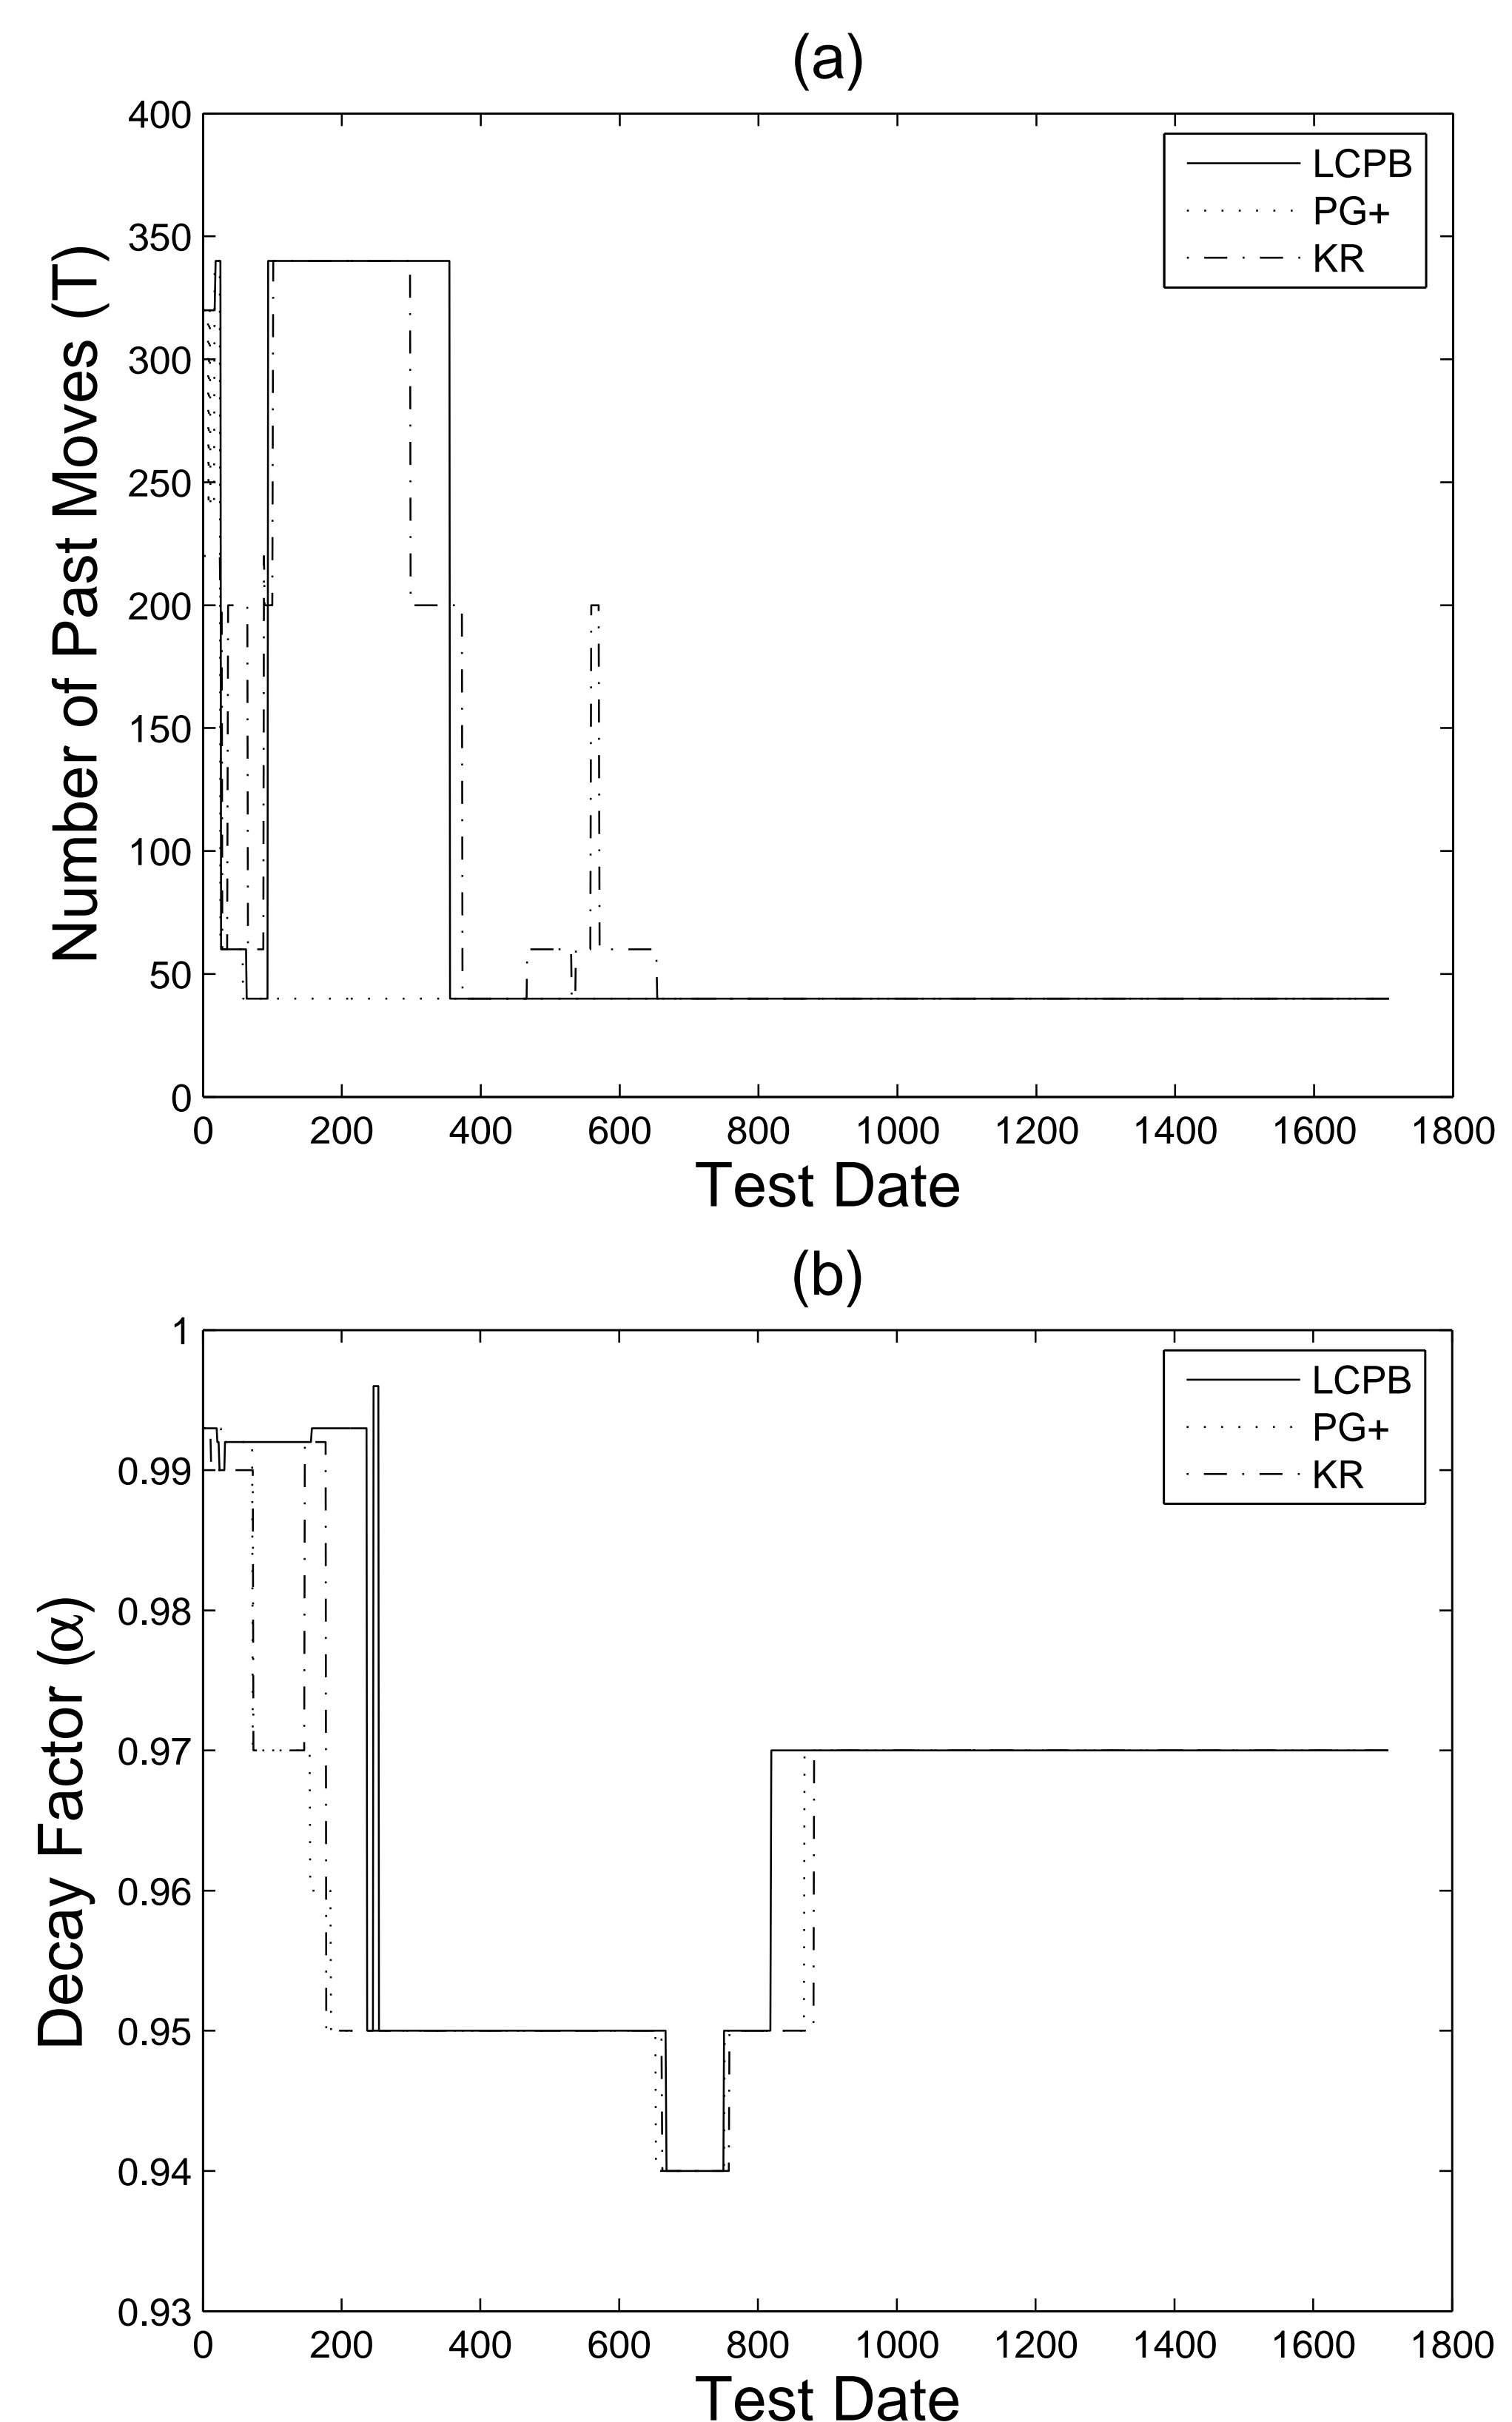 (a)
400
350
300
250
200
150
100
50
0
Number of Past Moves (T)
LCPB
PG+
KR
0 200 400 600 800 1000 1200 1400 1600 1800
Test Date
(b)
1
0.99
0.98
0.97
0.96
0.95
0.94
0.93
Decay Factor (α)
LCPB
PG+
KR
0 200 400 600 800 1000 1200 1400 1600 1800
Test Date